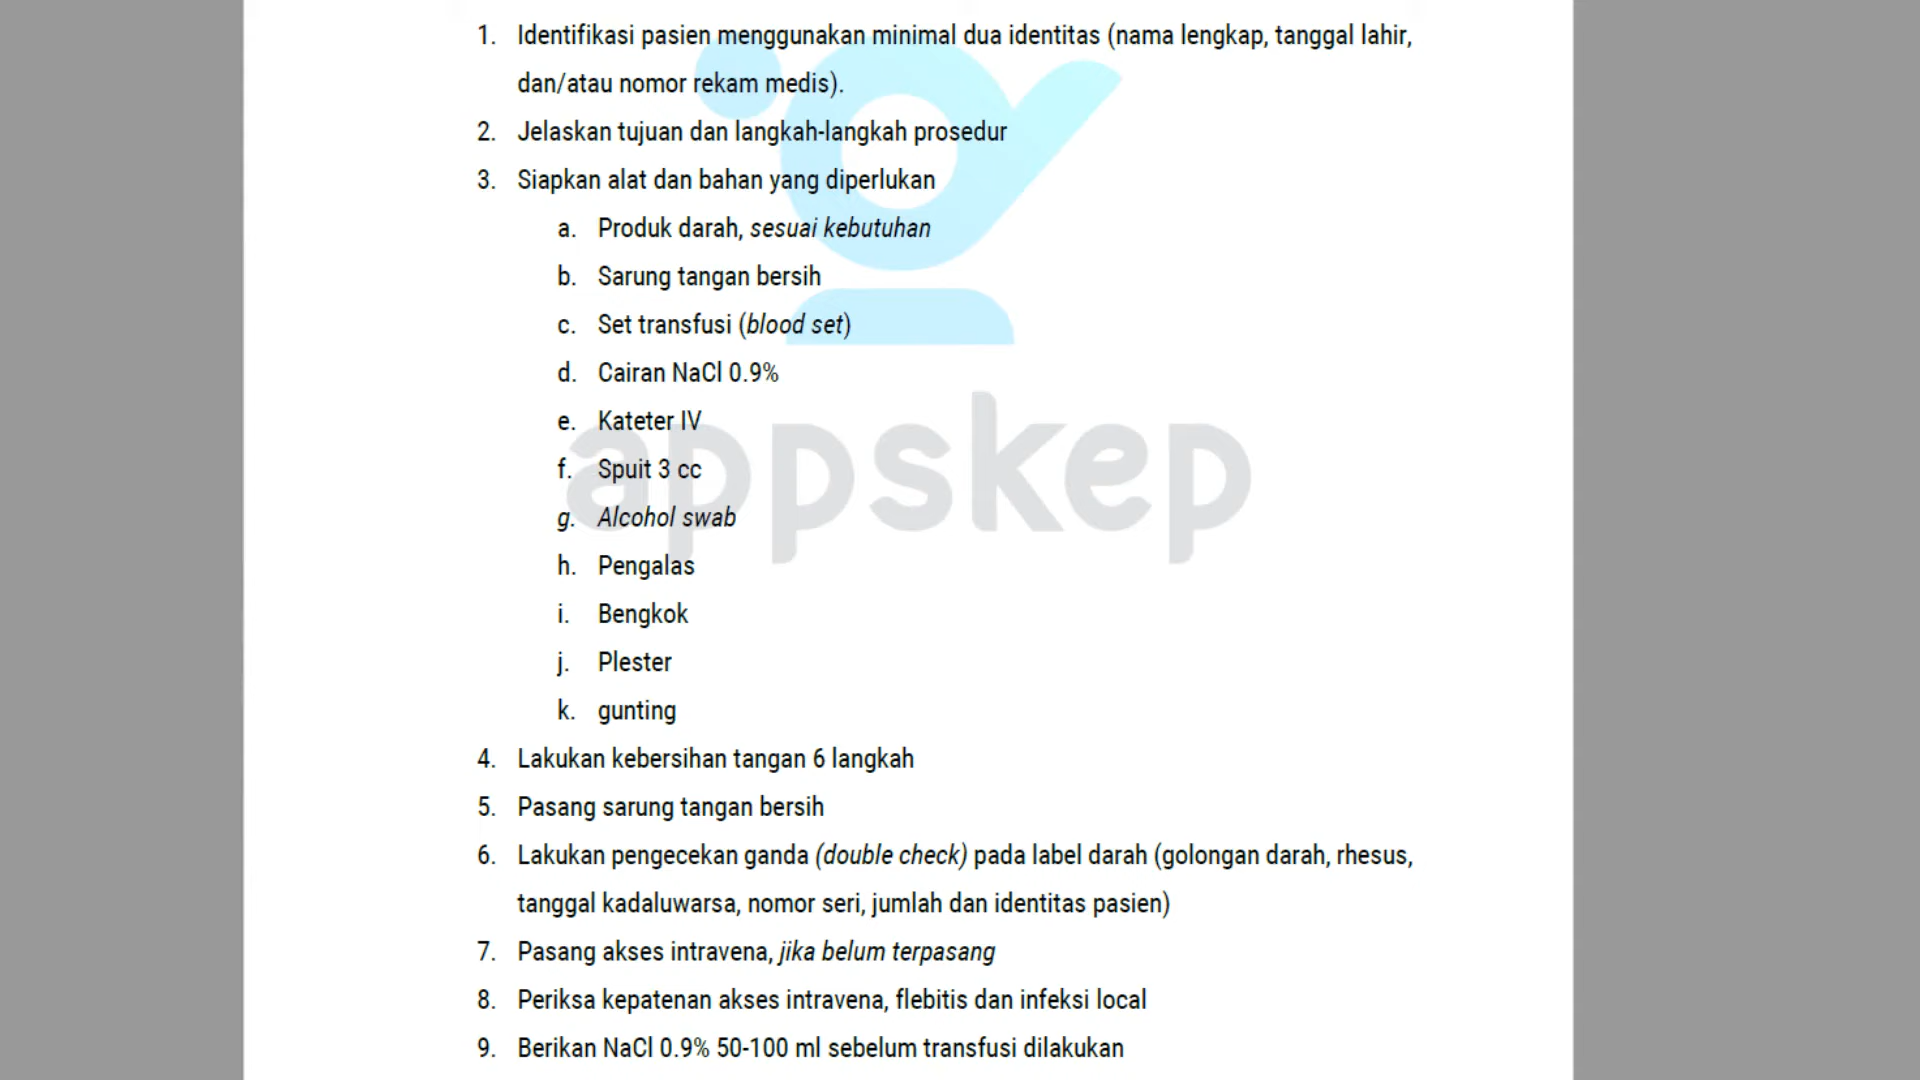 1. Identifikasi pasien menggunakan minimal dua identitas (nama lengkap, tanggal lahir,
dan/atau nomor rekam medis).
2. Jelaskan tujuan dan langkah-langkah prosedur
3. Siapkan alat dan bahan yang diperlukan
a. Produk darah, sesuai kebutuhan
b. Sarung tangan bersih
c. Set transfusi (blood set)
d. Cairan NaCl 0.9%
e. Kateter IV
f. Spuit 3 cc
g. Alcohol swab
appskep
h. Pengalas
i. Bengkok
j. Plester
k. gunting
4. Lakukan kebersihan tangan 6 langkah
5. Pasang sarung tangan bersih
6. Lakukan pengecekan ganda (double check) pada label darah (golongan darah, rhesus,
tanggal kadaluwarsa, nomor seri, jumlah dan identitas pasien)
7. Pasang akses intravena, jika belum terpasang
8. Periksa kepatenan akses intravena, flebitis dan infeksi local
9. Berikan NaCl 0.9% 50-100 ml sebelum transfusi dilakukan